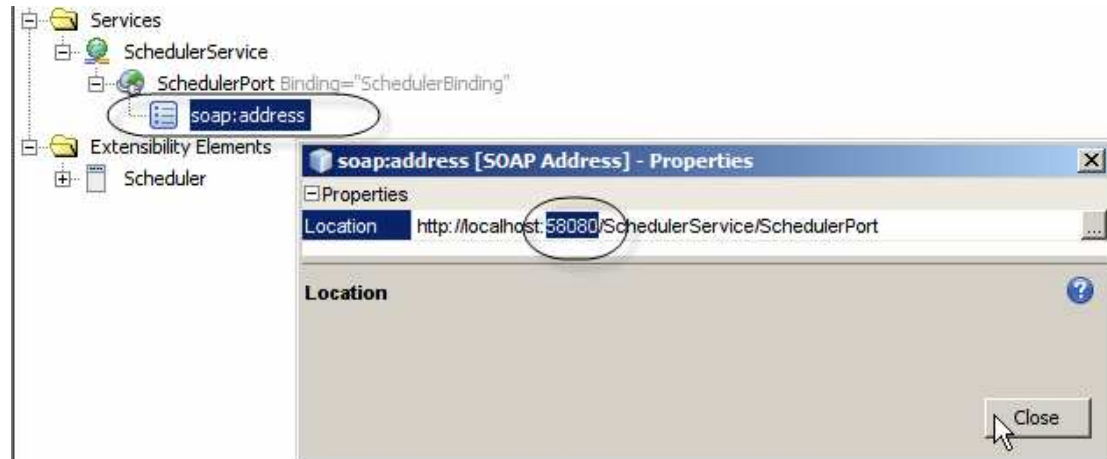 Services
SchedulerService
SchedulerPort Binding="SchedulerBinding"
soap:address
Extensibility Elements
Scheduler
soap:address [SOAP Address] - Properties
Properties
Location http://localhost:58080/SchedulerService/SchedulerPort
...
Location
Close